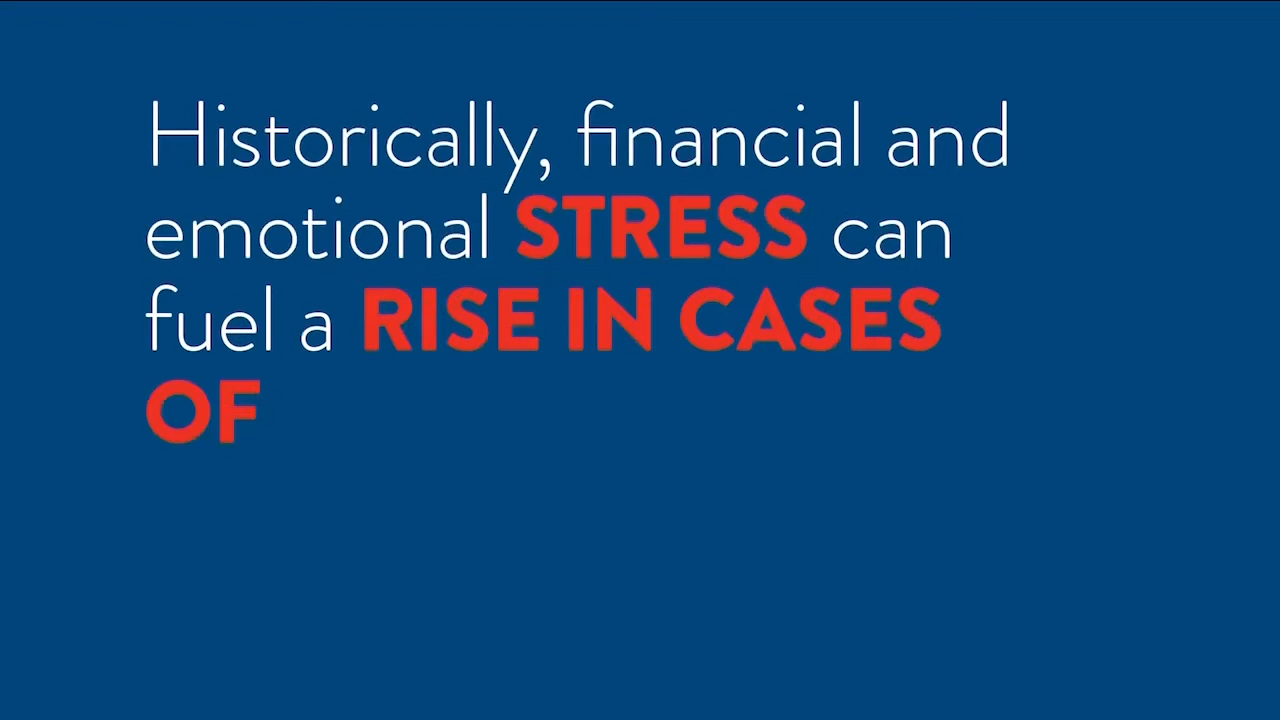 Historically, financial and
emotional STRESS can
fuel a RISE IN CASES
OF